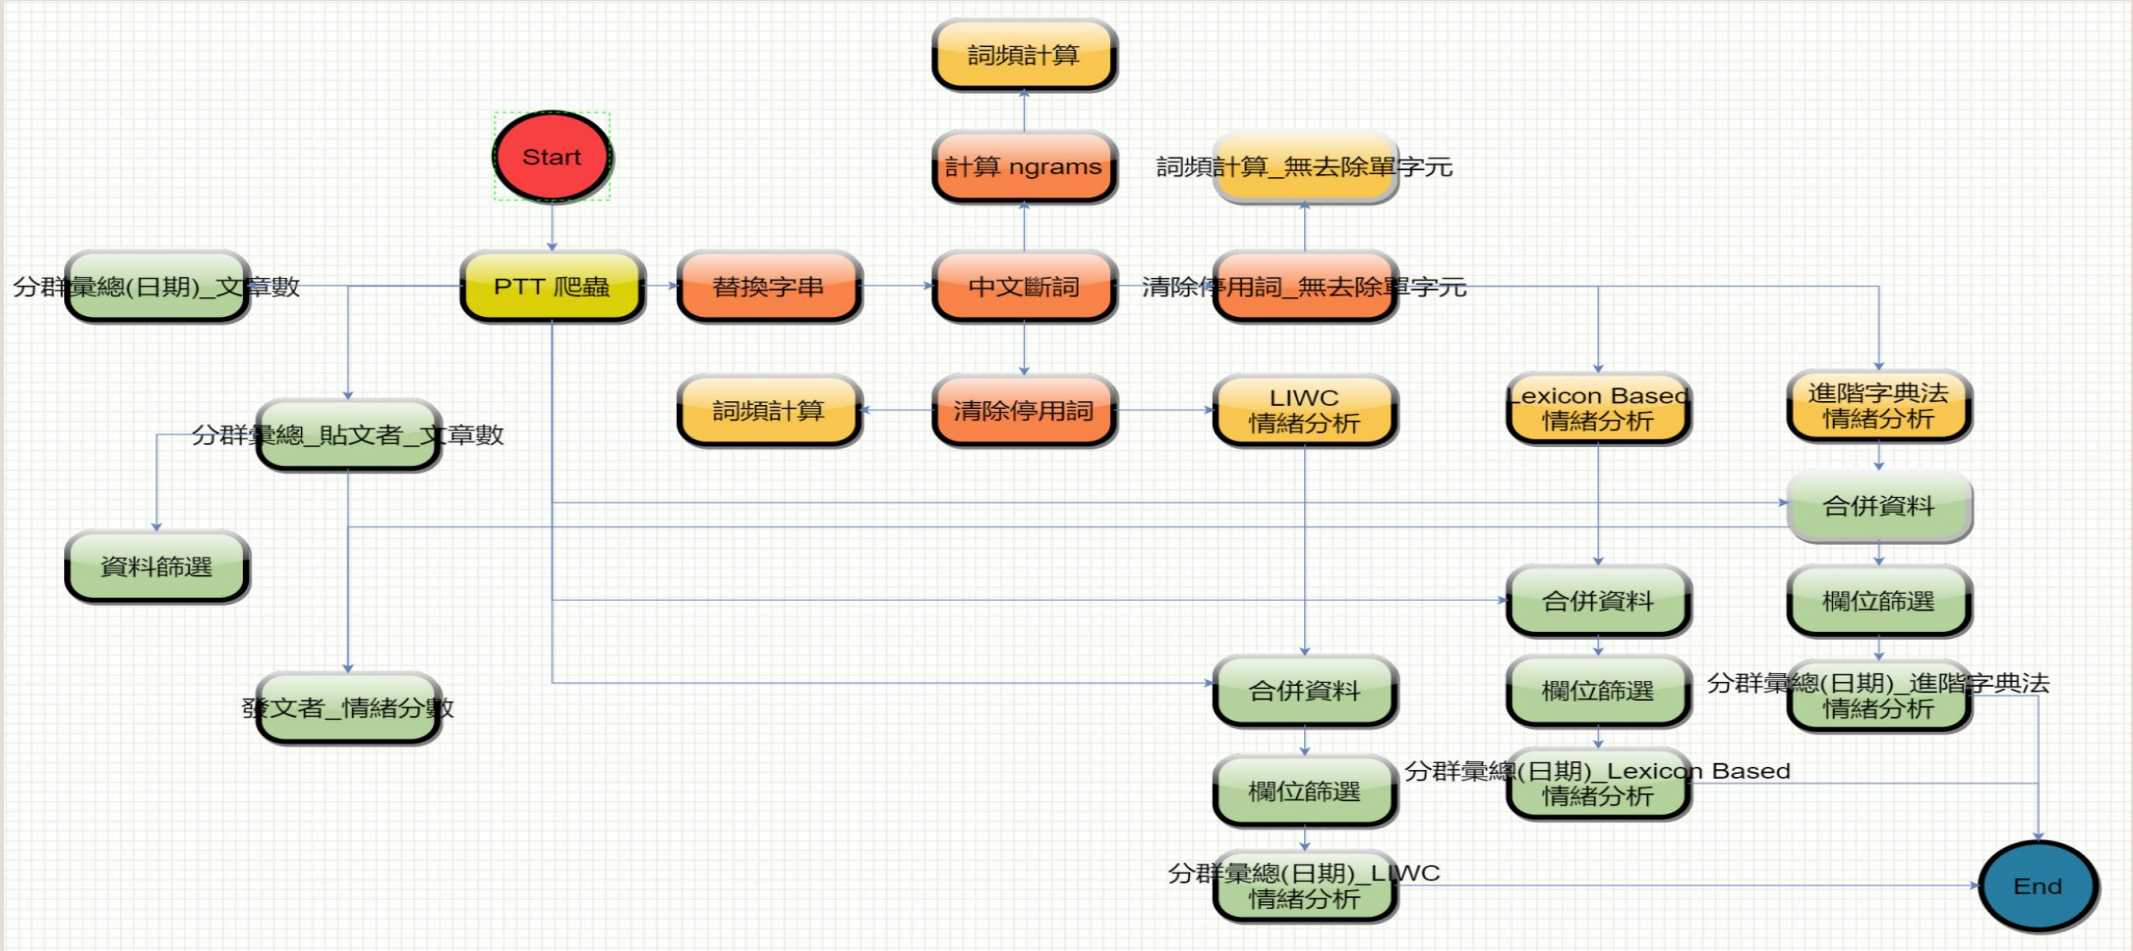 詞頻計算
Start
計算 ngrams
詞頻計算_無去除單字元
分群彙總(日期)_文章數
PTT 爬蟲
替換字串
中文斷詞
清除停用詞_無去除單字元
詞頻計算
清除停用詞
LIWC
情緒分析
Lexicon Based
情緒分析
進階字典法
情緒分析
分群彙總_貼文者_文章數
合併資料
資料篩選
合併資料
欄位篩選
發文者_情緒分數
合併資料
欄位篩選
分群彙總(日期)_進階字典法
情緒分析
欄位篩選
分群彙總(日期)_Lexicon Based
情緒分析
分群彙總(日期)_LIWC
情緒分析
End